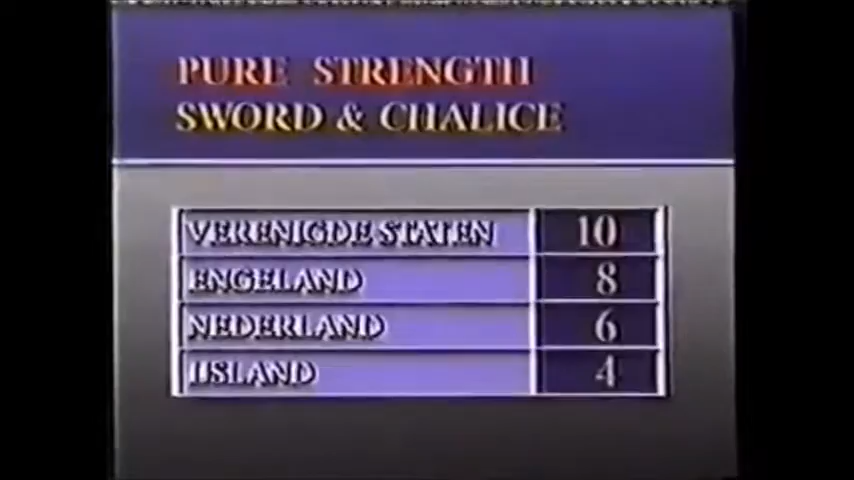 PURE STRENGTH
SWORD & CHALICE
VERENIGDE STATEN 10
ENGELAND 8
NEDERLAND 6
IJSLAND 4